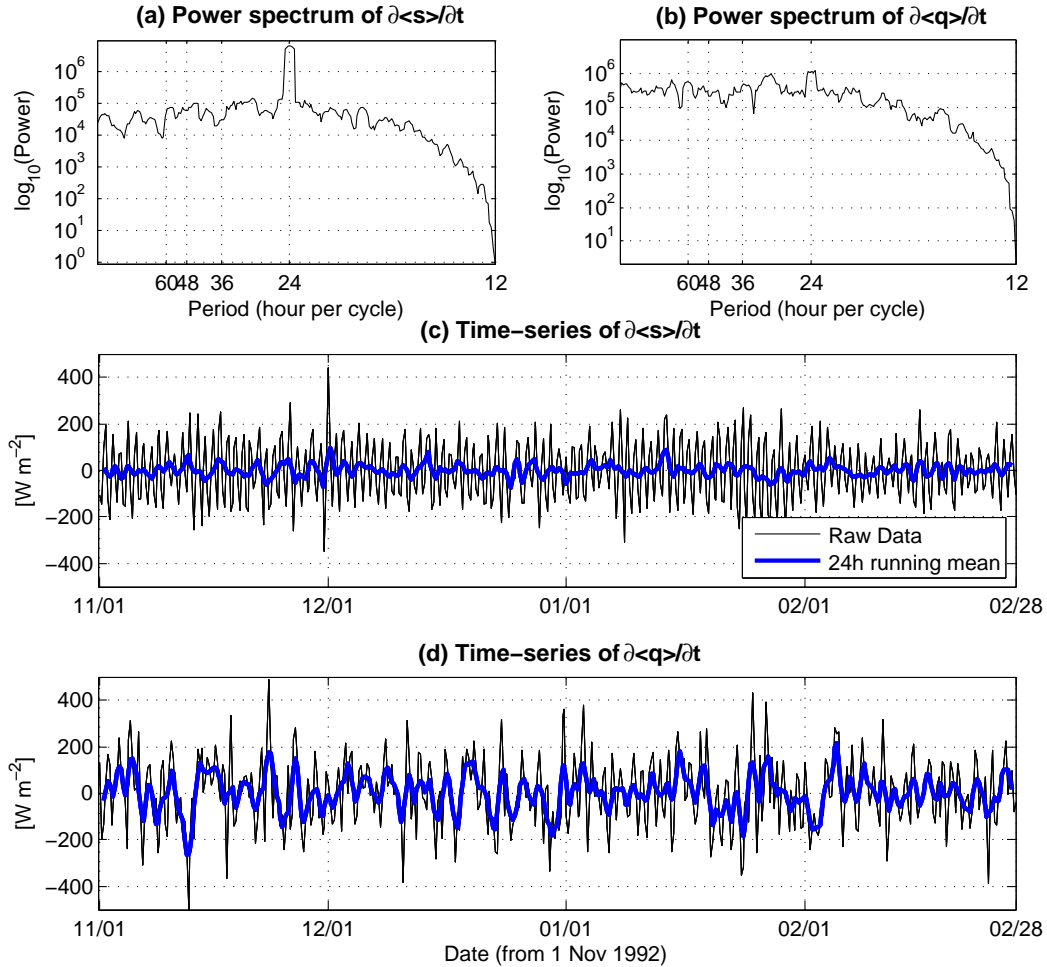 (a) Power spectrum of ∂<s>/∂t
log10(Power)
10^6
10^5
10^4
10^3
10^2
10^1
10^0
60 48 36 24 12
Period (hour per cycle)
(b) Power spectrum of ∂<q>/∂t
log10(Power)
10^6
10^5
10^4
10^3
10^2
10^1
60 48 36 24 12
Period (hour per cycle)
(c) Time−series of ∂<s>/∂t
[W m−2]
400
200
0
−200
−400
Raw Data
24h running mean
11/01 12/01 01/01 02/01 02/28
(d) Time−series of ∂<q>/∂t
[W m−2]
400
200
0
−200
−400
11/01 12/01 01/01 02/01 02/28
Date (from 1 Nov 1992)